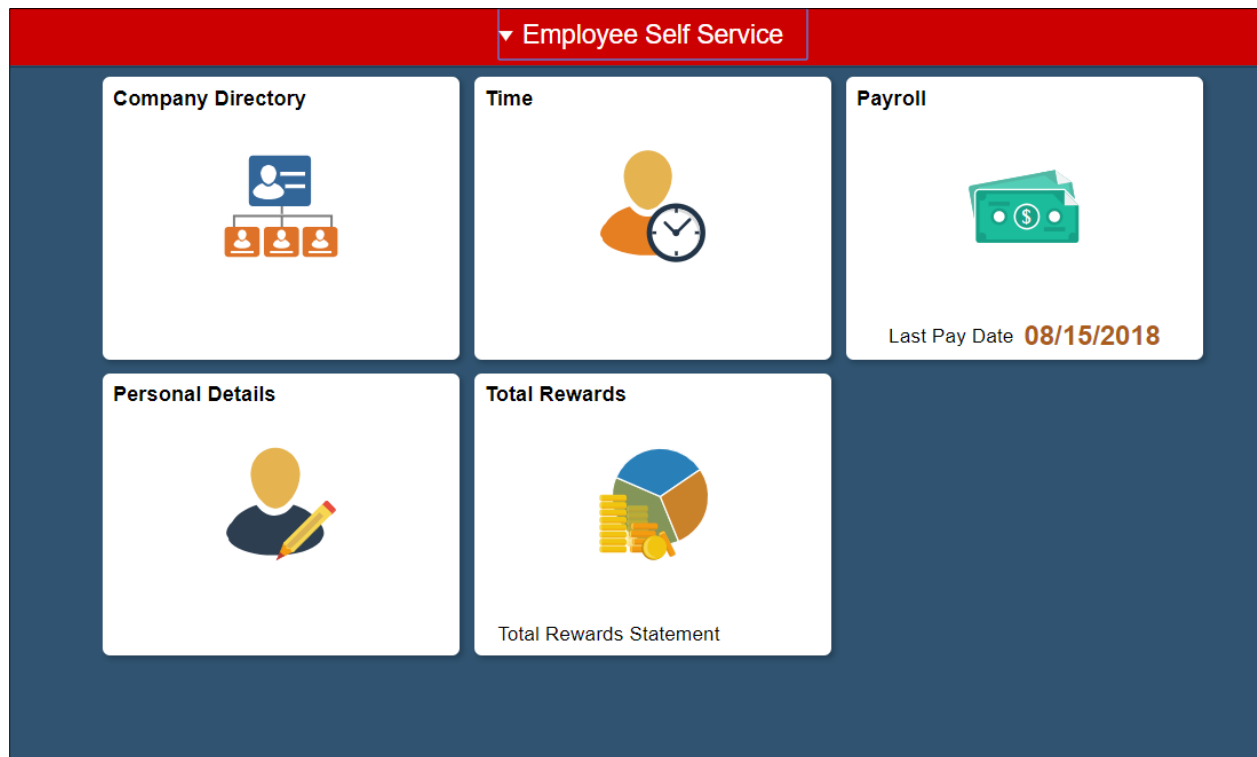 Employee Self Service
Company Directory
Time
Payroll
$
Last Pay Date 08/15/2018
Personal Details
Total Rewards
Total Rewards Statement